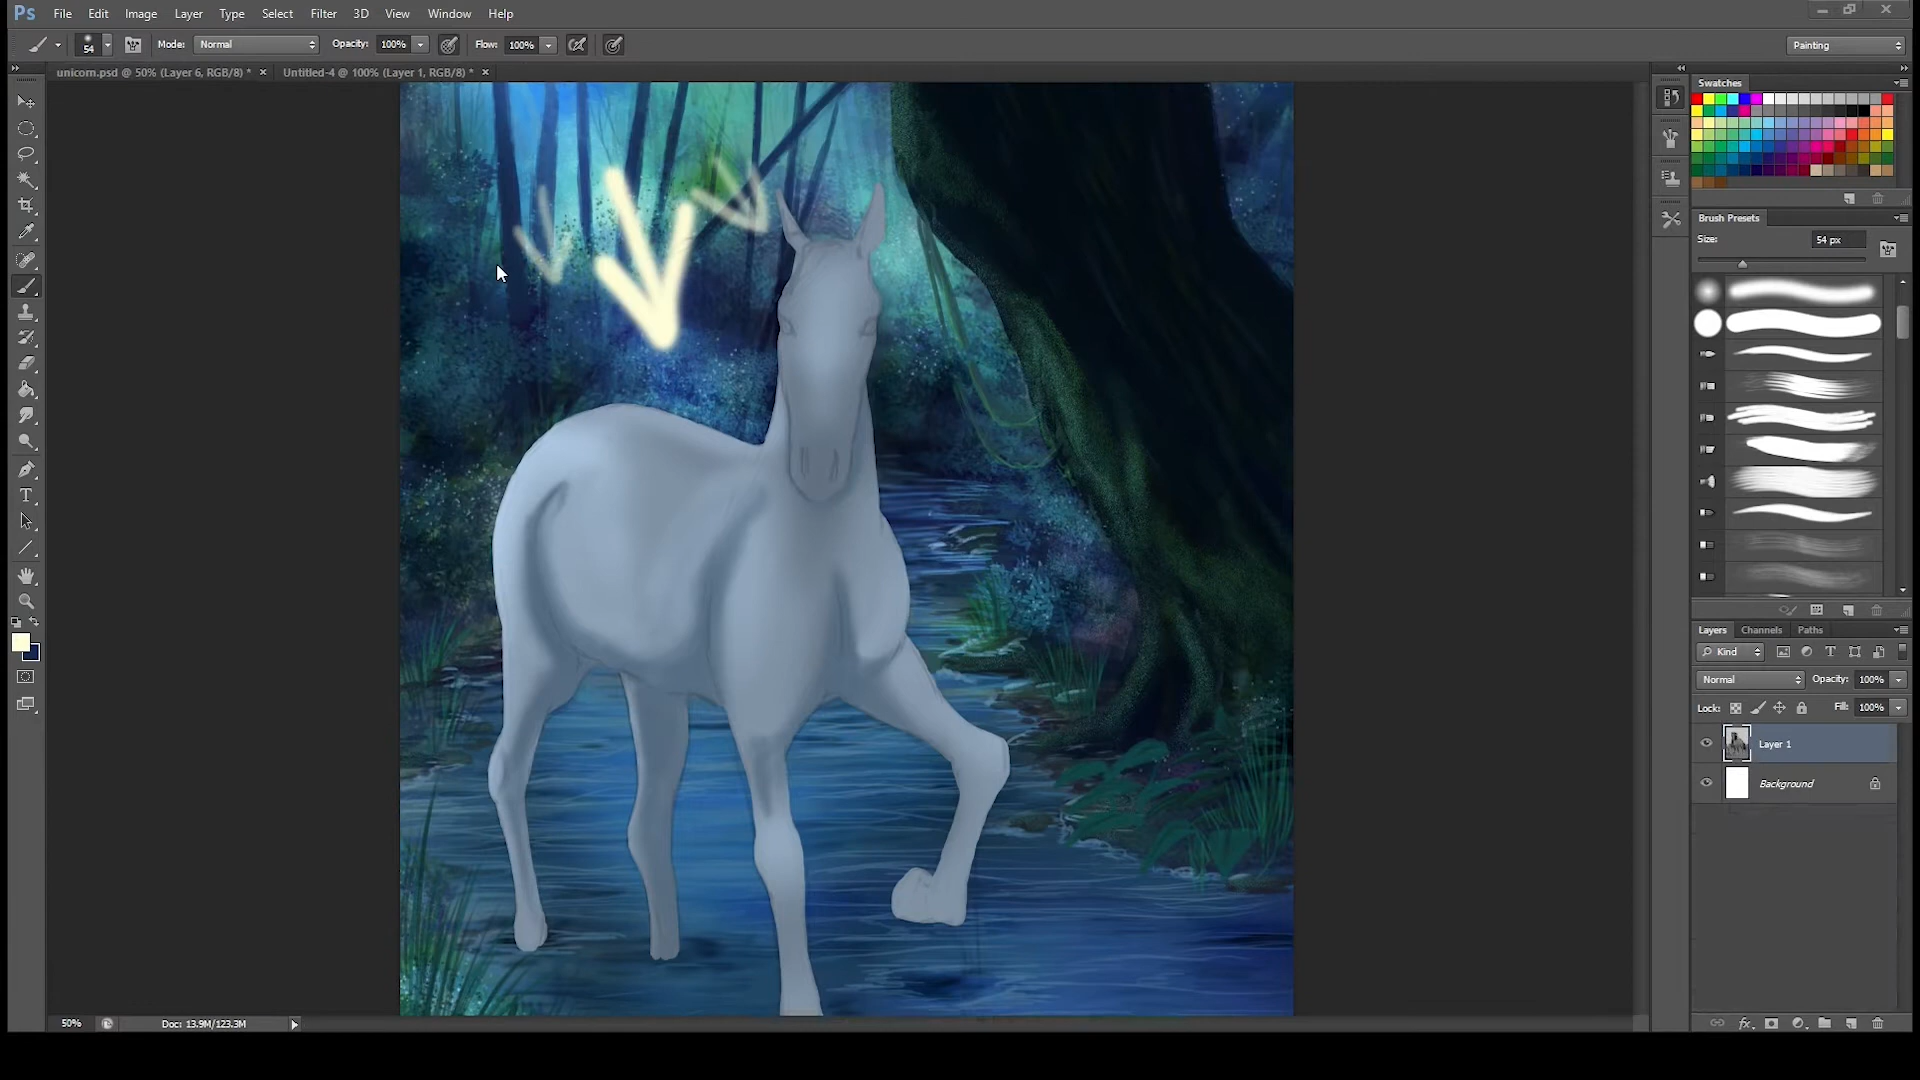 Ps File Edit Image Layer Type Select Filter 3D View Window Help
54 Mode: Normal Opacity: 100% Flow: 100% Painting
unicorn.psd @ 50% (Layer 6, RGB/8) * × Untitled-4 @ 100% (Layer 1, RGB/8) * ×
Swatches
Brush Presets
Size: 54 px
Layers Channels Paths
Kind
Normal Opacity: 100%
Lock: Fill: 100%
Layer 1
Background
50% Doc: 13.9M/123.3M